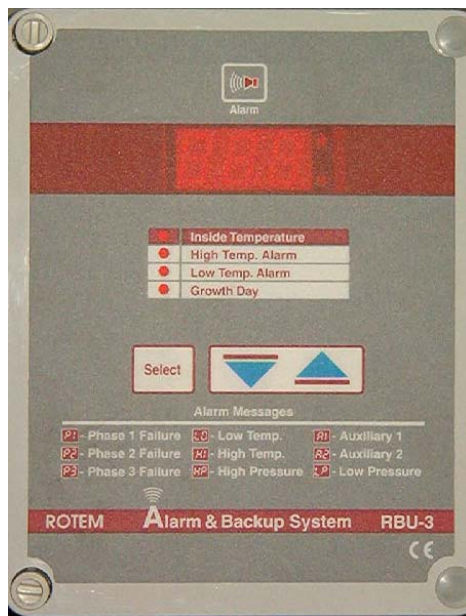 Alarm
Inside Temperature
High Temp. Alarm
Low Temp. Alarm
Growth Day
Select
Alarm Messages
P1 - Phase 1 Failure LO - Low Temp. A1 - Auxiliary 1
P2 - Phase 2 Failure HI - High Temp. A2 - Auxiliary 2
P3 - Phase 3 Failure HP - High Pressure LP - Low Pressure
ROTEM Alarm & Backup System RBU-3
CE